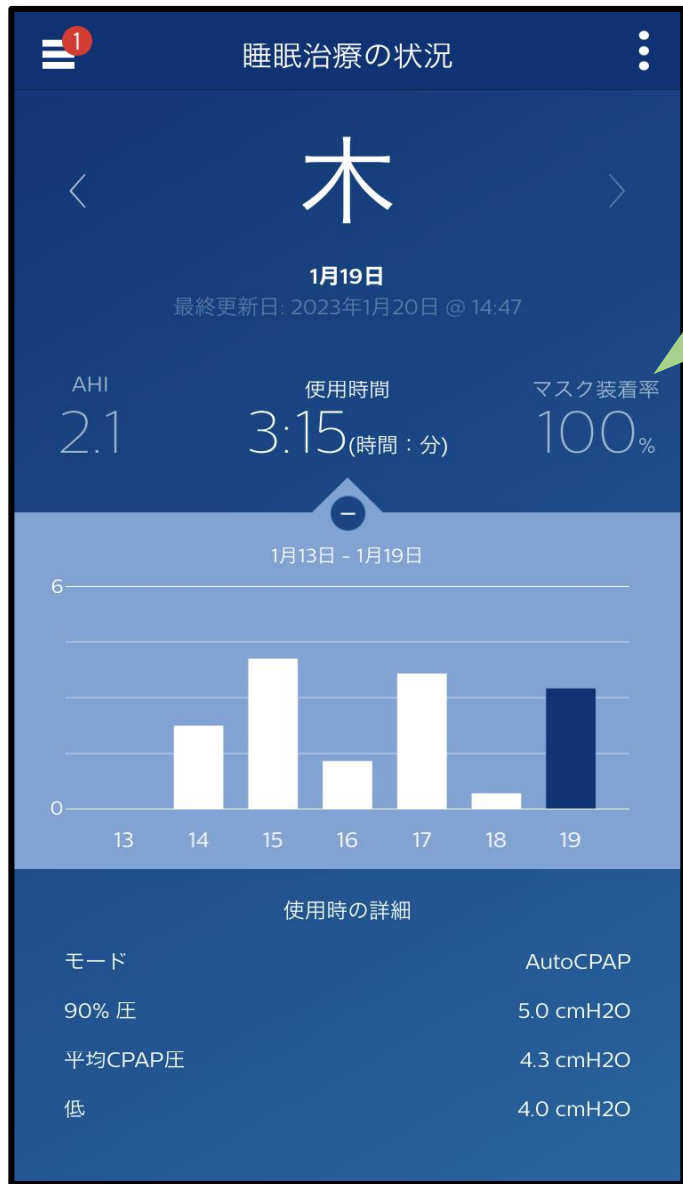 1
睡眠治療の状況
木
1月19日
最終更新日: 2023年1月20日 @ 14:47
AHI
2.1
使用時間
3:15(時間：分)
マスク装着率
100%
1月13日 - 1月19日
6
0
13 14 15 16 17 18 19
使用時の詳細
モード AutoCPAP
90% 圧 5.0 cmH2O
平均CPAP圧 4.3 cmH2O
低 4.0 cmH2O